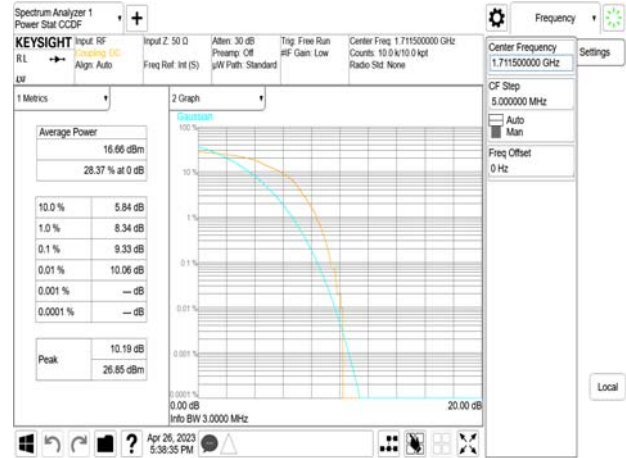 Spectrum Analyzer 1
Power Stat CCDF
+
Frequency
KEYSIGHT
RL
LXI
Input: RF
Coupling: DC
Align: Auto
Input Z: 50 Ω
Freq Ref: Int (S)
Atten: 30 dB
Preamp: Off
µW Path: Standard
Trig: Free Run
#IF Gain: Low
Center Freq: 1.711500000 GHz
Counts: 10.0 k/10.0 kpt
Radio Std: None
Center Frequency
1.711500000 GHz
Settings
CF Step
5.000000 MHz
Auto
Man
Freq Offset
0 Hz
1 Metrics
Average Power
16.66 dBm
28.37 % at 0 dB
10.0 % 5.84 dB
1.0 % 8.34 dB
0.1 % 9.33 dB
0.01 % 10.06 dB
0.001 % --- dB
0.0001 % --- dB
Peak
10.19 dB
26.85 dBm
2 Graph
Gaussian
100 %
10 %
1 %
0.1 %
0.01 %
0.001 %
0.0001 %
0.00 dB
20.00 dB
Info BW 3.0000 MHz
Local
?
Apr 26, 2023
5:38:35 PM